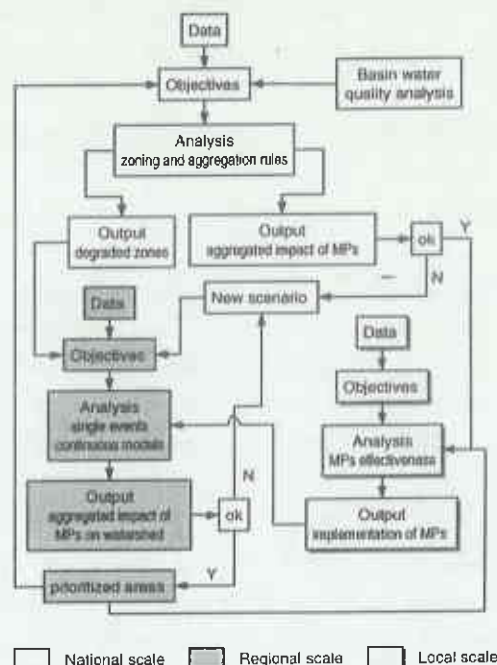 Data
Objectives
Basin water
quality analysis
Analysis
zoning and aggregation rules
Output
degraded zones
Output
aggregated impact of MPs
ok
Y
N
New scenário
Data
Objectives
Analysis
single events
continuous models
Output
aggregated impact of
MPs on watershed
ok
N
Y
prioritized areas
Data
Objectives
Analysis
MPs effectiveness
Output
implementation of MPs
National scale
Regional scale
Local scale